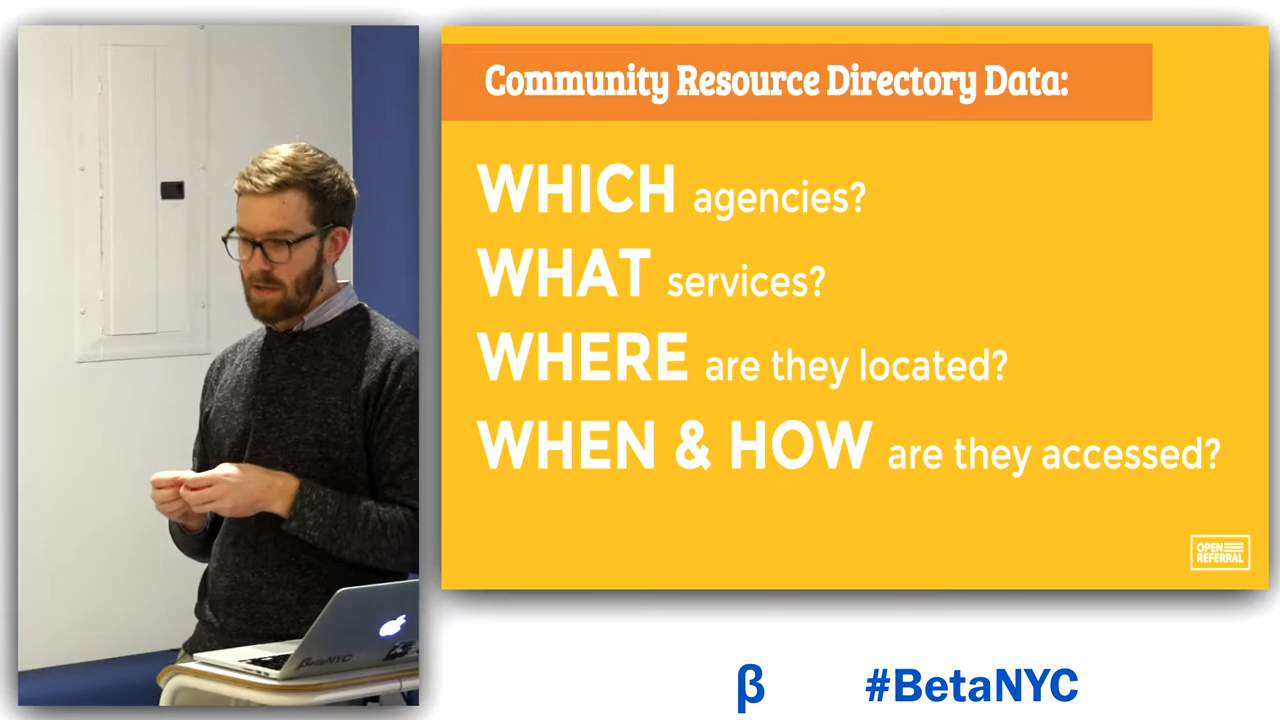 Community Resource Directory Data:
WHICH agencies?
WHAT services?
WHERE are they located?
WHEN & HOW are they accessed?
OPEN
REFERRAL
βetaNYC
β #BetaNYC